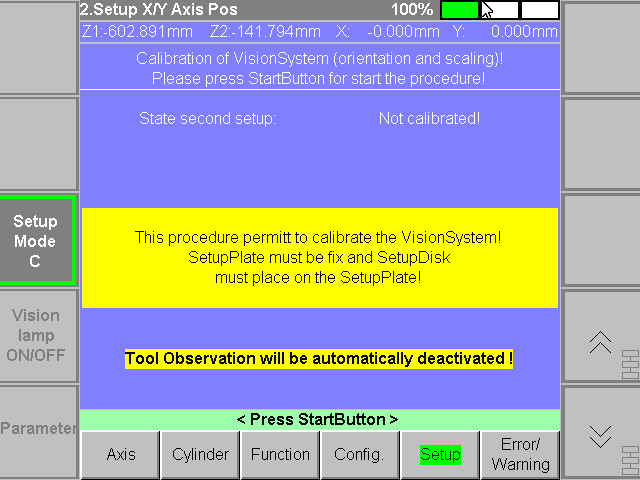 2.Setup X/Y Axis Pos 100%
Z1:-602.891mm Z2:-141.794mm X: -0.000mm Y: 0.000mm
Calibration of VisionSystem (orientation and scaling)!
Please press StartButton for start the procedure!
State second setup: Not calibrated!
Setup
Mode
C
This procedure permitt to calibrate the VisionSystem!
SetupPlate must be fix and SetupDisk
must place on the SetupPlate!
Vision
lamp
ON/OFF
Tool Observation will be automatically deactivated !
Parameter
< Press StartButton >
Axis
Cylinder
Function
Config.
Setup
Error/
Warning